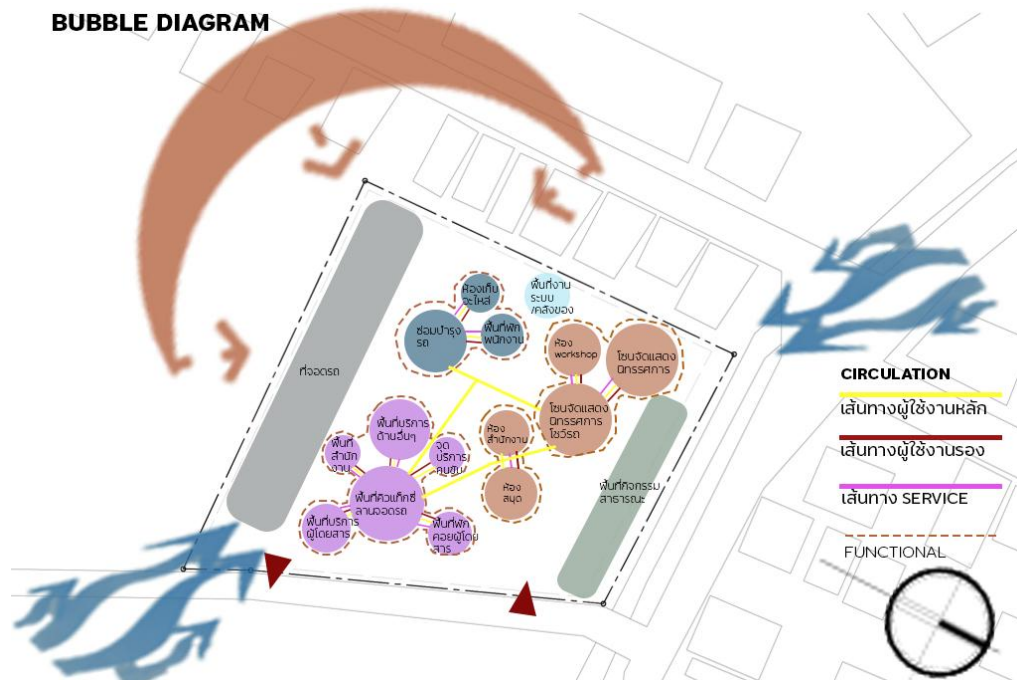 BUBBLE DIAGRAM
ห้องเก็บ
อะไหล่
พื้นที่งาน
ระบบ
/คลังของ
ซ่อมบำรุง
รถ
พื้นที่พัก
พนักงาน
ห้อง
workshop
โซนจัดแสดง
นิทรรศการ
ที่จอดรถ
โซนจัดแสดง
นิทรรศการ
โชว์รถ
พื้นที่บริการ
ด้านอื่นๆ
ห้อง
สำนักงาน
พื้นที่
สำนัก
งาน
จุด
บริการ
คนขับ
ห้อง
สมุด
พื้นที่กิจกรรม
สาธารณะ
พื้นที่คิวแท็กซี่
ลานจอดรถ
พื้นที่บริการ
ผู้โดยสาร
พื้นที่พัก
คอยผู้โดย
สาร
CIRCULATION
เส้นทางผู้ใช้งานหลัก
เส้นทางผู้ใช้งานรอง
เส้นทาง SERVICE
FUNCTIONAL